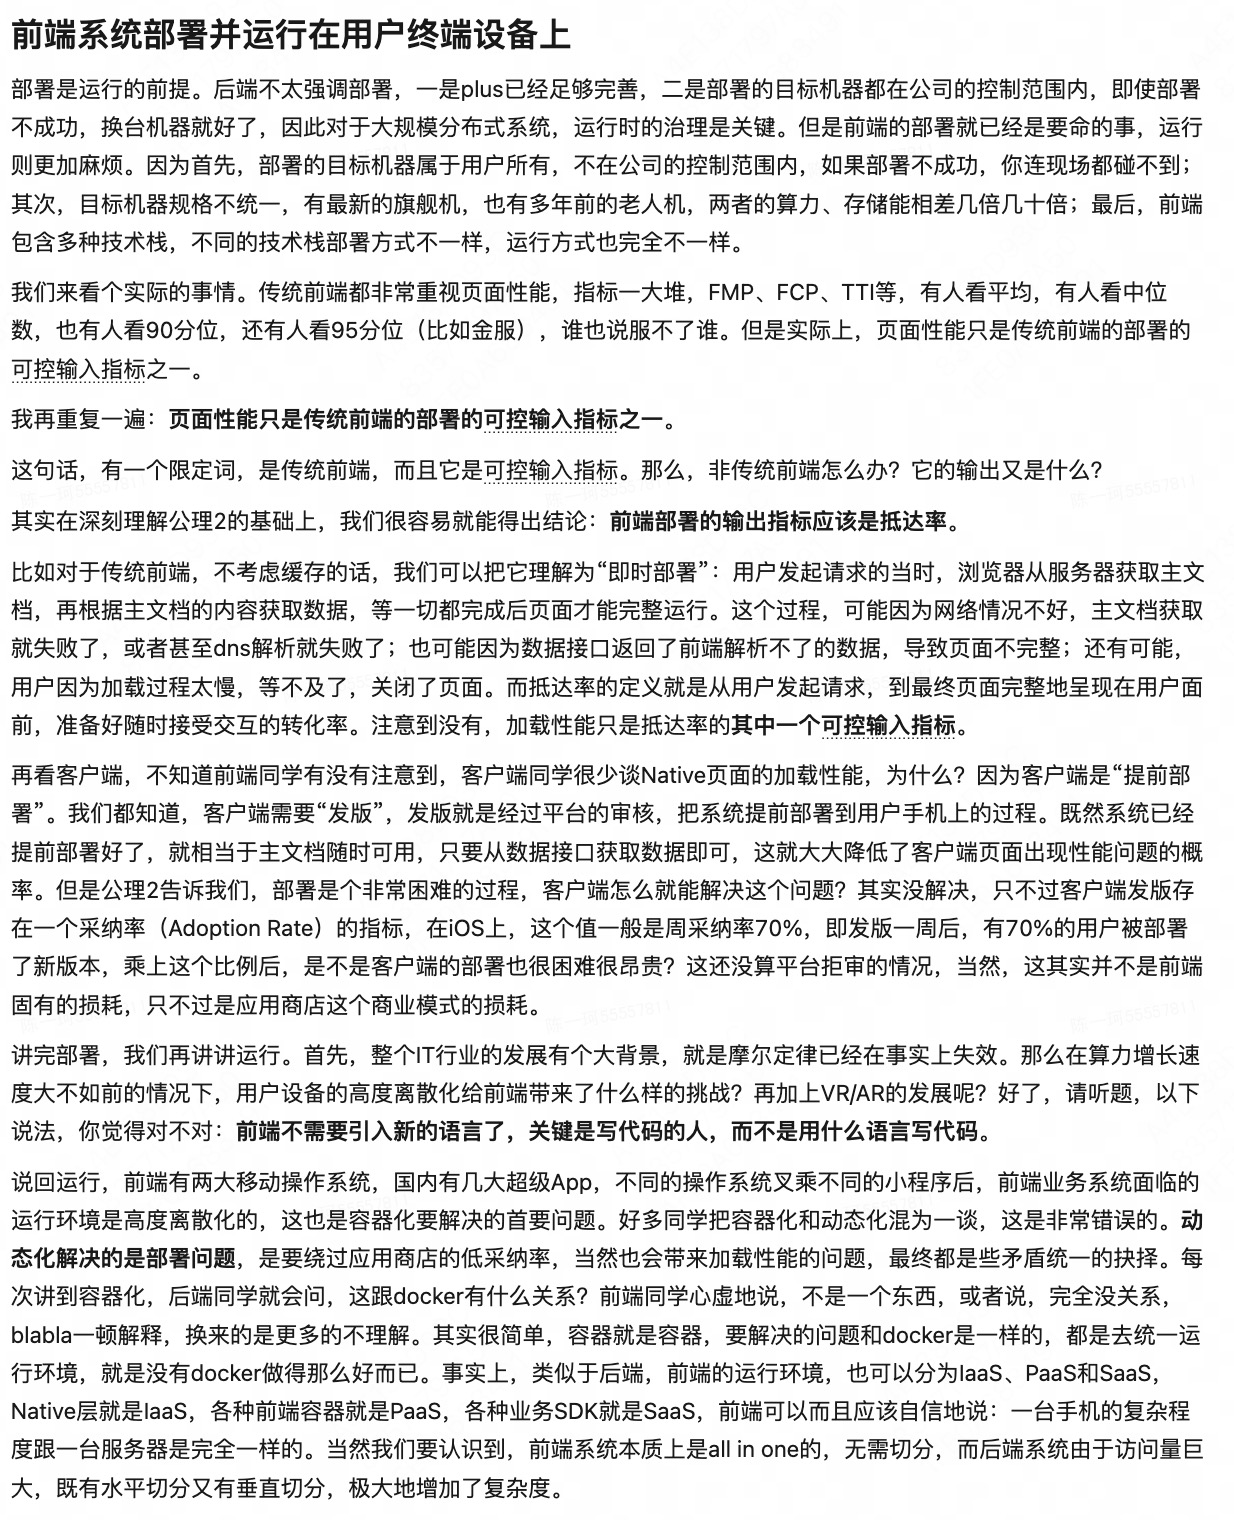 前端系统部署并运行在用户终端设备上
部署是运行的前提。后端不太强调部署，一是plus已经足够完善，二是部署的目标机器都在公司的控制范围内，即使部署
不成功，换台机器就好了，因此对于大规模分布式系统，运行时的治理是关键。但是前端的部署就已经是要命的事，运行
则更加麻烦。因为首先，部署的目标机器属于用户所有，不在公司的控制范围内，如果部署不成功，你连现场都碰不到；
其次，目标机器规格不统一，有最新的旗舰机，也有多年前的老人机，两者的算力、存储能相差几倍几十倍；最后，前端
包含多种技术栈，不同的技术栈部署方式不一样，运行方式也完全不一样。
我们来看个实际的事情。传统前端都非常重视页面性能，指标一大堆，FMP、FCP、TTI等，有人看平均，有人看中位
数，也有人看90分位，还有人看95分位（比如金服），谁也说服不了谁。但是实际上，页面性能只是传统前端的部署的
可控输入指标之一。
我再重复一遍：页面性能只是传统前端的部署的可控输入指标之一。
这句话，有一个限定词，是传统前端，而且它是可控输入指标。那么，非传统前端怎么办？它的输出又是什么？
其实在深刻理解公理2的基础上，我们很容易就能得出结论：前端部署的输出指标应该是抵达率。
比如对于传统前端，不考虑缓存的话，我们可以把它理解为“即时部署”：用户发起请求的当时，浏览器从服务器获取主文
档，再根据主文档的内容获取数据，等一切都完成后页面才能完整运行。这个过程，可能因为网络情况不好，主文档获取
就失败了，或者甚至dns解析就失败了；也可能因为数据接口返回了前端解析不了的数据，导致页面不完整；还有可能，
用户因为加载过程太慢，等不及了，关闭了页面。而抵达率的定义就是从用户发起请求，到最终页面完整地呈现在用户面
前，准备好随时接受交互的转化率。注意到没有，加载性能只是抵达率的其中一个可控输入指标。
再看客户端，不知道前端同学有没有注意到，客户端同学很少谈Native页面的加载性能，为什么？因为客户端是“提前部
署”。我们都知道，客户端需要“发版”，发版就是经过平台的审核，把系统提前部署到用户手机上的过程。既然系统已经
提前部署好了，就相当于主文档随时可用，只要从数据接口获取数据即可，这就大大降低了客户端页面出现性能问题的概
率。但是公理2告诉我们，部署是个非常困难的过程，客户端怎么就能解决这个问题？其实没解决，只不过客户端发版存
在一个采纳率（Adoption Rate）的指标，在iOS上，这个值一般是周采纳率70%，即发版一周后，有70%的用户被部署
了新版本，乘上这个比例后，是不是客户端的部署也很困难很昂贵？这还没算平台拒审的情况，当然，这其实并不是前端
固有的损耗，只不过是应用商店这个商业模式的损耗。
讲完部署，我们再讲讲运行。首先，整个IT行业的发展有个大背景，就是摩尔定律已经在事实上失效。那么在算力增长速
度大不如前的情况下，用户设备的高度离散化给前端带来了什么样的挑战？再加上VR/AR的发展呢？好了，请听题，以下
说法，你觉得对不对：前端不需要引入新的语言了，关键是写代码的人，而不是用什么语言写代码。
说回运行，前端有两大移动操作系统，国内有几大超级App，不同的操作系统叉乘不同的小程序后，前端业务系统面临的
运行环境是高度离散化的，这也是容器化要解决的首要问题。好多同学把容器化和动态化混为一谈，这是非常错误的。动
态化解决的是部署问题，是要绕过应用商店的低采纳率，当然也会带来加载性能的问题，最终都是些矛盾统一的抉择。每
次讲到容器化，后端同学就会问，这跟docker有什么关系？前端同学心虚地说，不是一个东西，或者说，完全没关系，
blabla一顿解释，换来的是更多的不理解。其实很简单，容器就是容器，要解决的问题和docker是一样的，都是去统一运
行环境，就是没有docker做得那么好而已。事实上，类似于后端，前端的运行环境，也可以分为IaaS、PaaS和SaaS，
Native层就是IaaS，各种前端容器就是PaaS，各种业务SDK就是SaaS，前端可以而且应该自信地说：一台手机的复杂程
度跟一台服务器是完全一样的。当然我们要认识到，前端系统本质上是all in one的，无需切分，而后端系统由于访问量巨
大，既有水平切分又有垂直切分，极大地增加了复杂度。